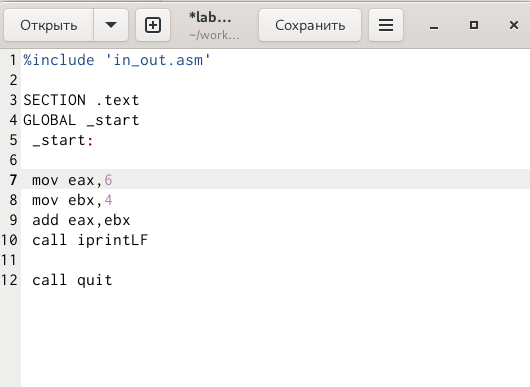 Открыть
*lab...
~/work...
Сохранить
1 %include 'in_out.asm'
2
3 SECTION .text
4 GLOBAL _start
5 _start:
6
7 mov eax,6
8 mov ebx,4
9 add eax,ebx
10 call iprintLF
11
12 call quit